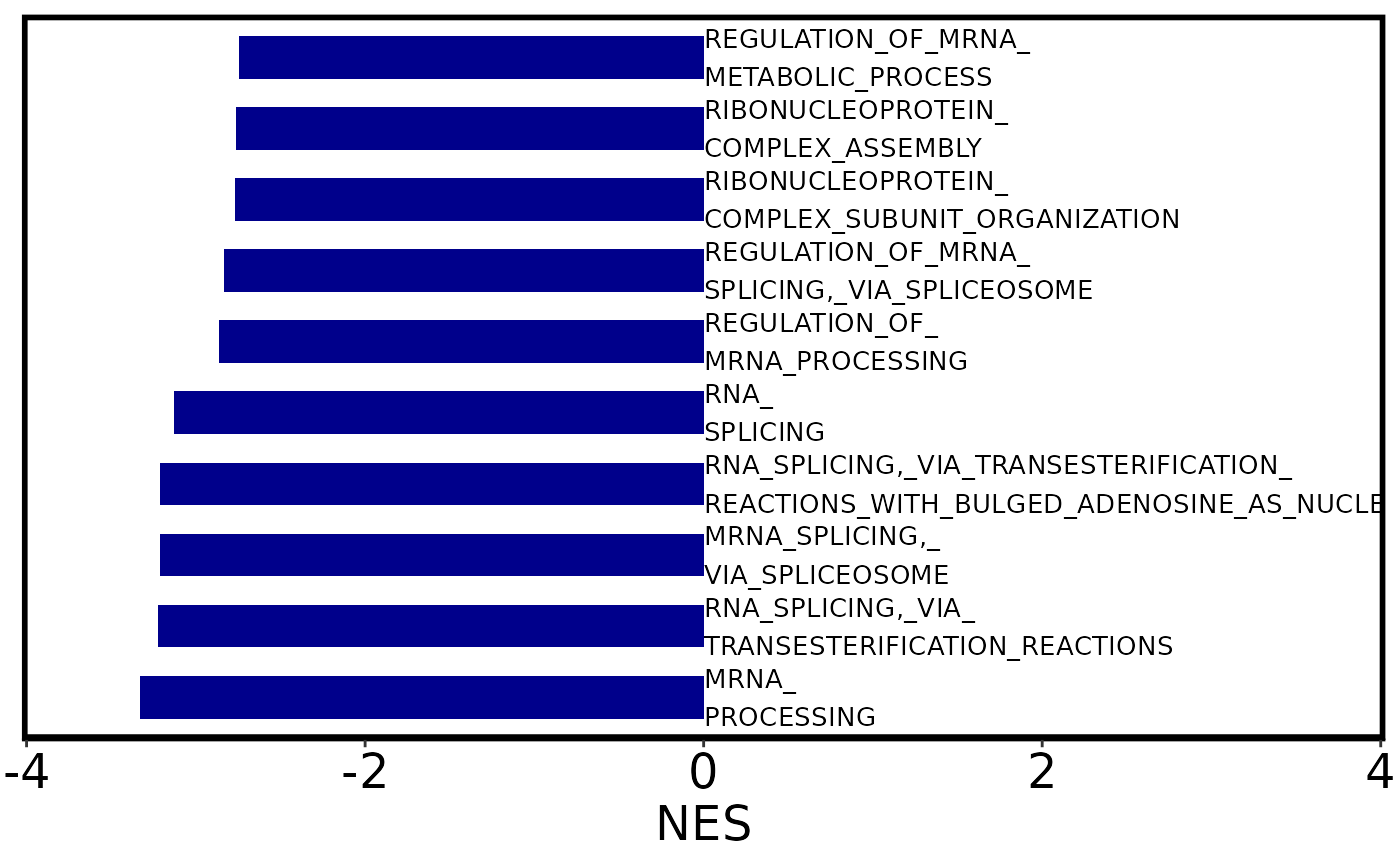 REGULATION_OF_MRNA_
METABOLIC_PROCESS
RIBONUCLEOPROTEIN_
COMPLEX_ASSEMBLY
RIBONUCLEOPROTEIN_
COMPLEX_SUBUNIT_ORGANIZATION
REGULATION_OF_MRNA_
SPLICING,_VIA_SPLICEOSOME
REGULATION_OF_
MRNA_PROCESSING
RNA_
SPLICING
RNA_SPLICING,_VIA_TRANSESTERIFICATION_
REACTIONS_WITH_BULGED_ADENOSINE_AS_NUCLE
MRNA_SPLICING,_
VIA_SPLICEOSOME
RNA_SPLICING,_VIA_
TRANSESTERIFICATION_REACTIONS
MRNA_
PROCESSING
-4 -2 0 2 4
NES